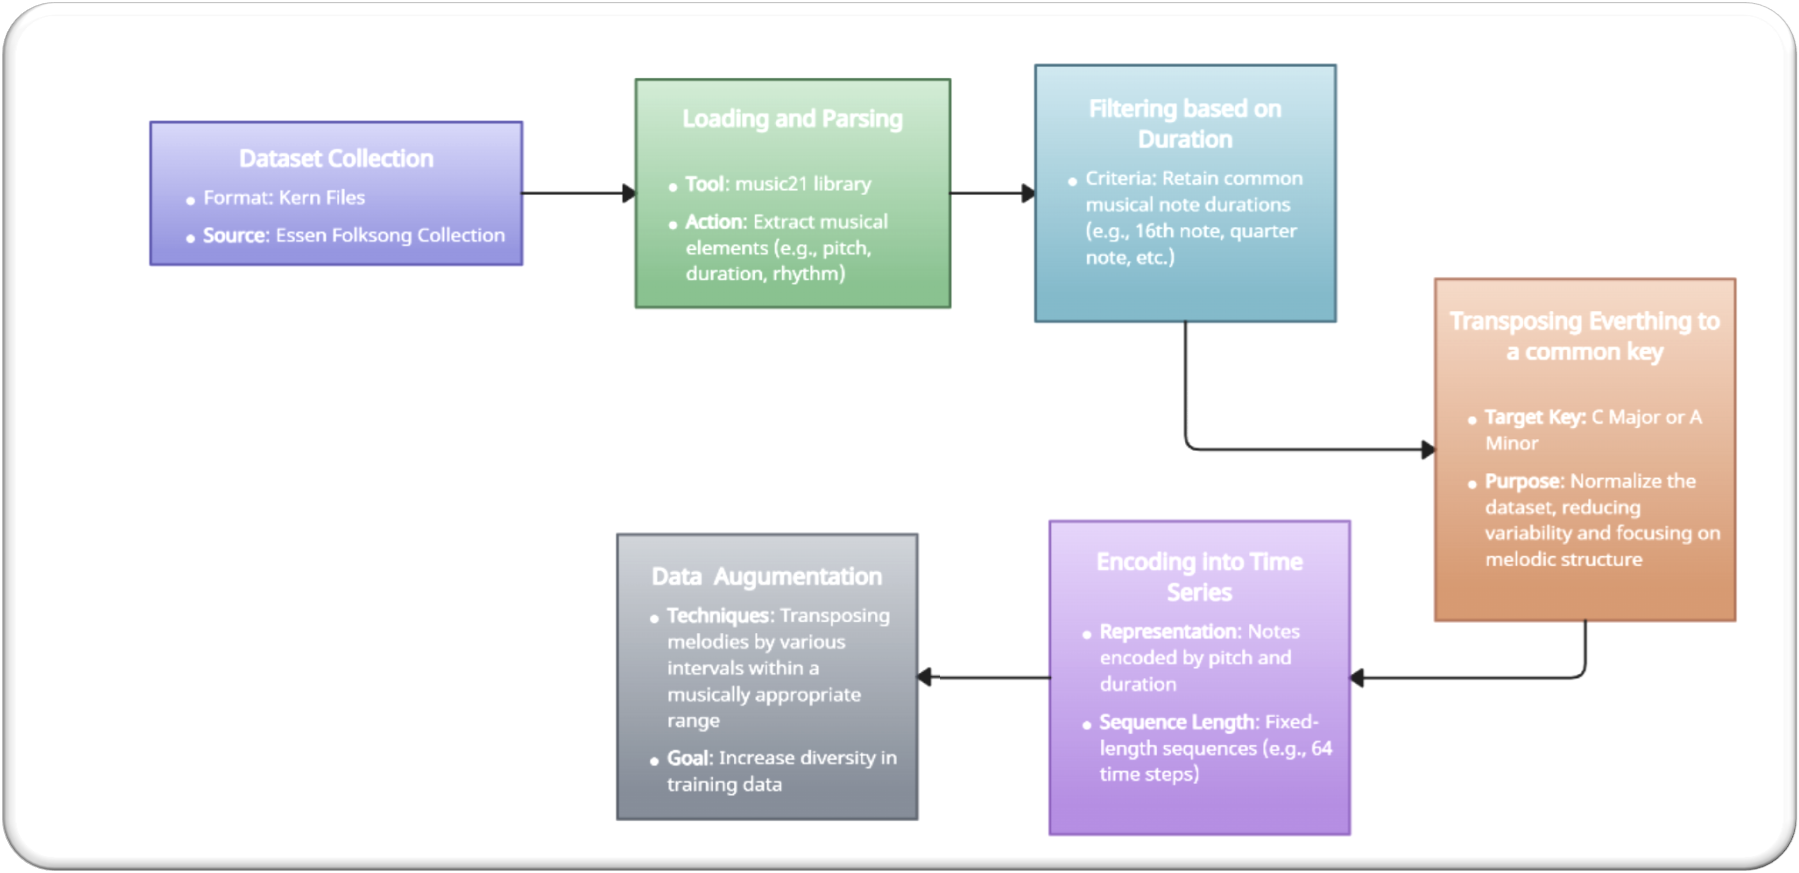 Dataset Collection
Format: Kern Files
Source: Essen Folksong Collection
Loading and Parsing
Tool: music21 library
Action: Extract musical
elements (e.g., pitch,
duration, rhythm)
Filtering based on
Duration
Criteria: Retain common
musical note durations
(e.g., 16th note, quarter
note, etc.)
Transposing Everthing to
a common key
Target Key: C Major or A
Minor
Purpose: Normalize the
dataset, reducing
variability and focusing on
melodic structure
Encoding into Time
Series
Representation: Notes
encoded by pitch and
duration
Sequence Length: Fixed-
length sequences (e.g., 64
time steps)
Data  Augumentation
Techniques: Transposing
melodies by various
intervals within a
musically appropriate
range
Goal: Increase diversity in
training data